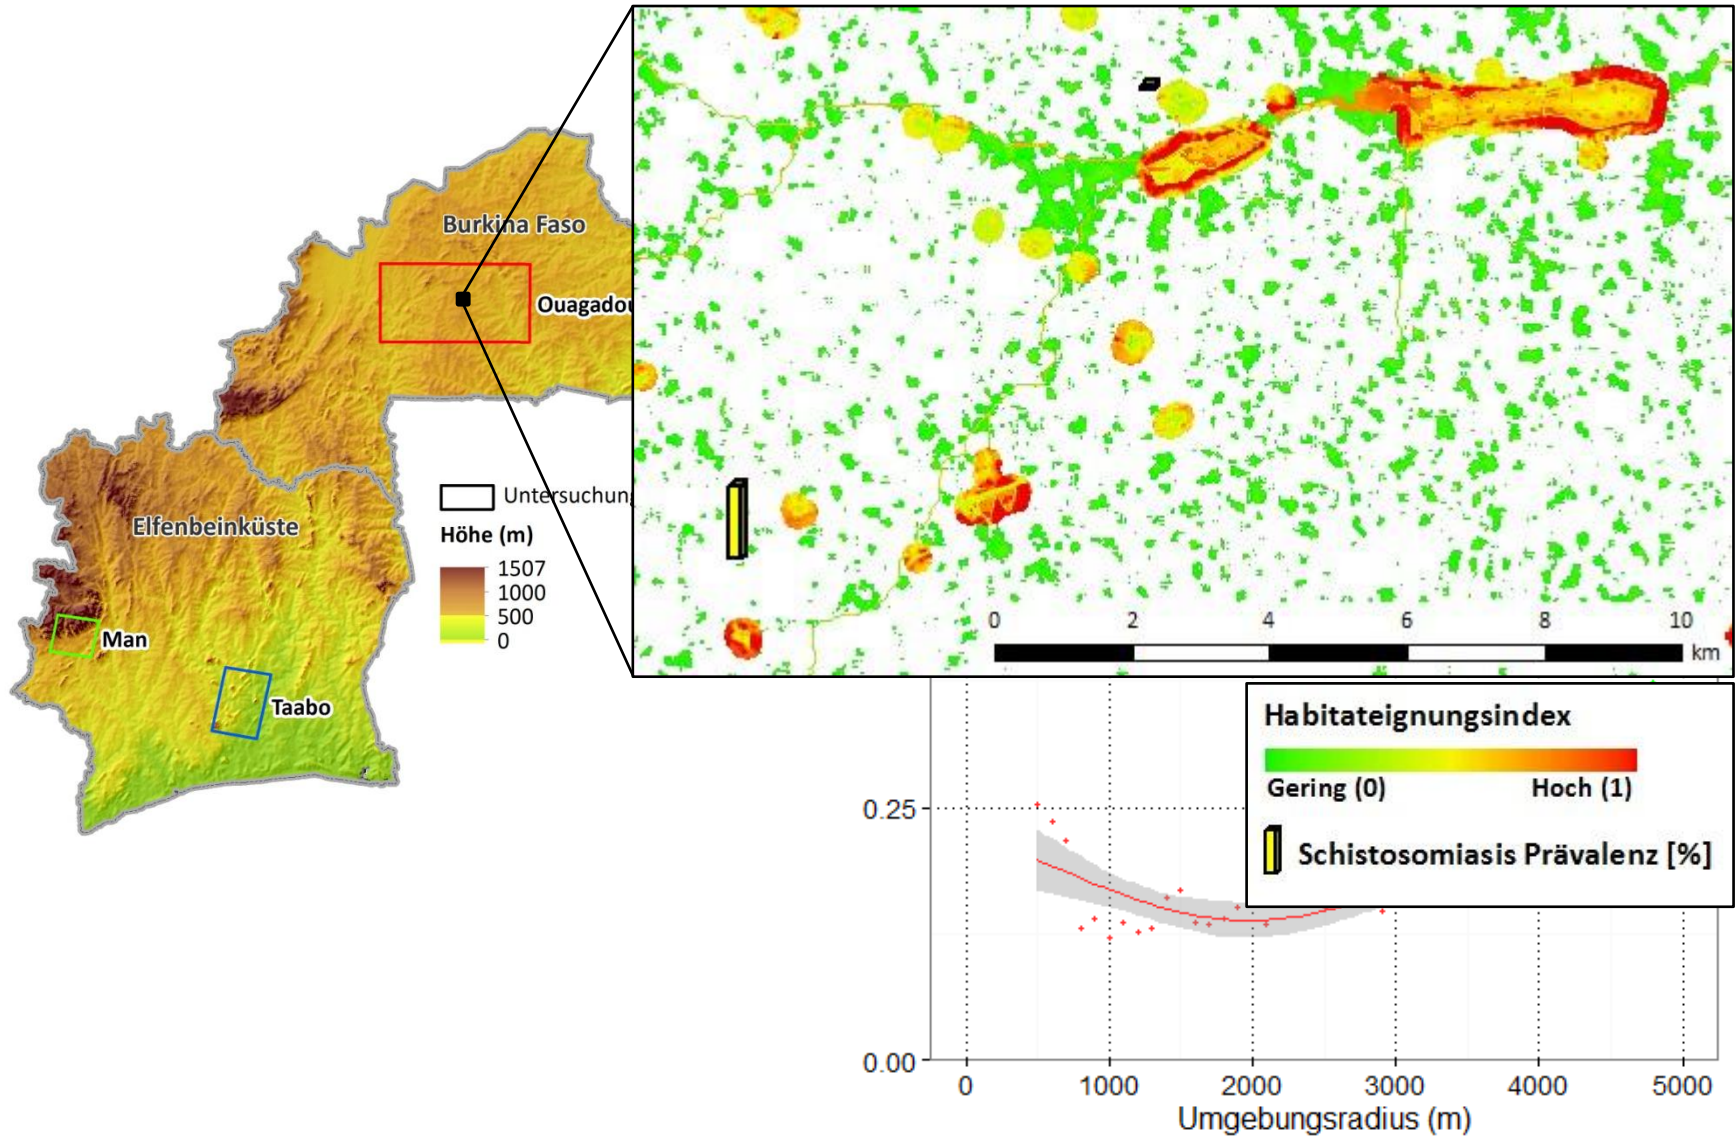 Burkina Faso
Ouagadou
Elfenbeinküste
Man
Taabo
Untersuchung
Höhe (m)
1507
1000
500
0
0 2 4 6 8 10
km
Habitateignungsindex
Gering (0) Hoch (1)
Schistosomiasis Prävalenz [%]
0.25
0.00
0 1000 2000 3000 4000 5000
Umgebungsradius (m)